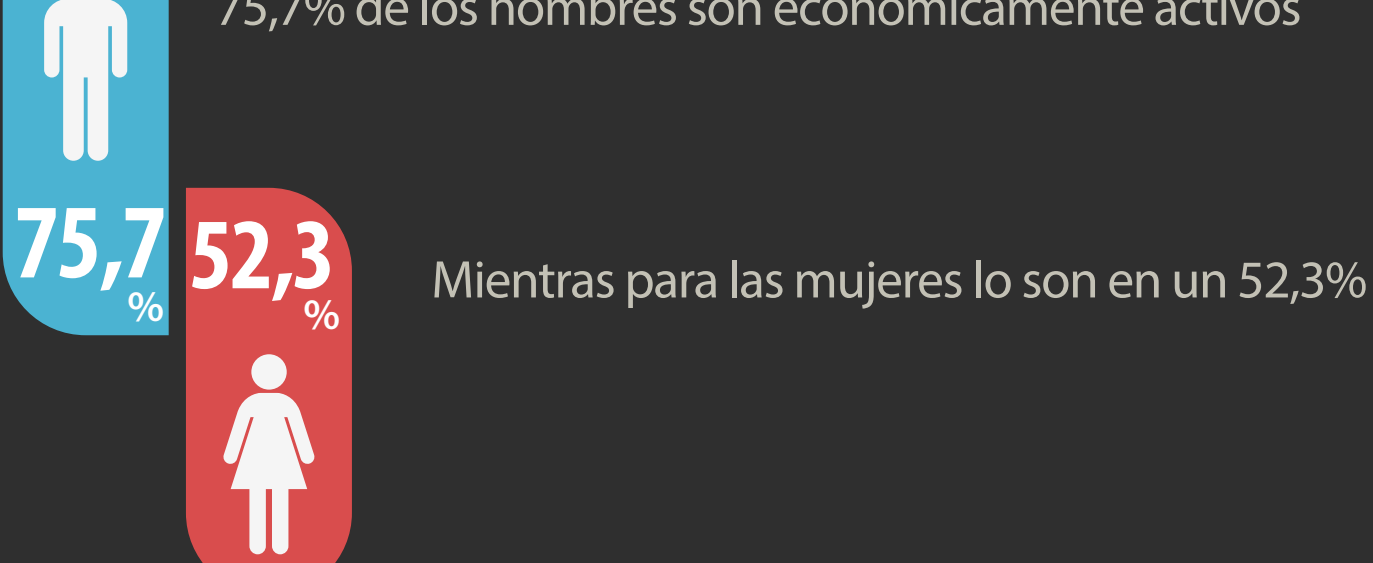 75,7% de los hombres son económicamente activos
75,7
%
52,3
%
Mientras para las mujeres lo son en un 52,3%